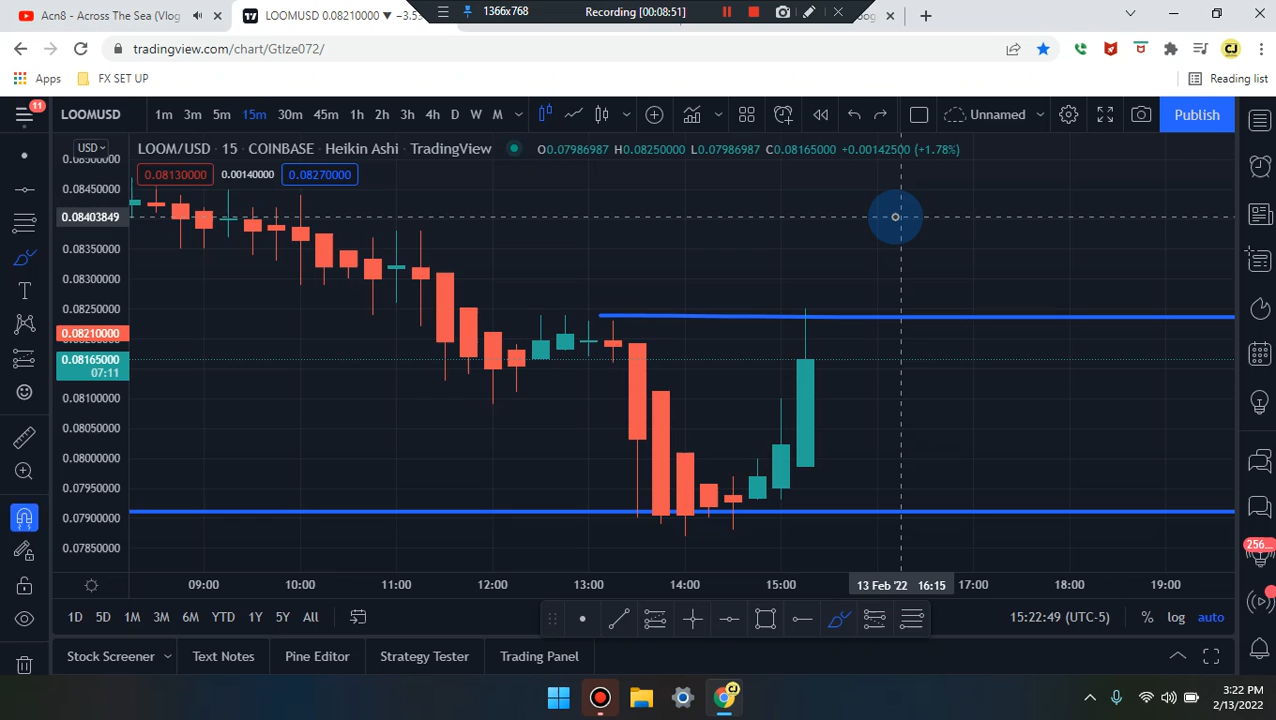 Acnb - Across The Sea (Vlog
LOOMUSD 0.08210000 ▼ −3.5
1366x768
Recording [00:08:51]
tradingview.com/chart/GtIze072/
Apps
FX SET UP
Reading list
11
LOOMUSD
1m 3m 5m 15m 30m 45m 1h 2h 3h 4h D W M
Unnamed
Publish
USD
LOOM/USD · 15 · COINBASE · Heikin Ashi · TradingView
O0.07986987 H0.08250000 L0.07986987 C0.08165000 +0.00142500 (+1.78%)
0.08130000
0.00140000
0.08270000
0.08450000
0.08403849
0.08350000
0.08300000
0.08250000
0.08210000
0.08165000
07:11
0.08100000
0.08050000
0.08000000
0.07950000
0.07900000
0.07850000
256...
09:00 10:00 11:00 12:00 13:00 14:00 15:00 13 Feb '22 16:15 17:00 18:00 19:00
1D 5D 1M 3M 6M YTD 1Y 5Y All
15:22:49 (UTC-5)
%
log
auto
Stock Screener
Text Notes
Pine Editor
Strategy Tester
Trading Panel
CJ
3:22 PM
2/13/2022